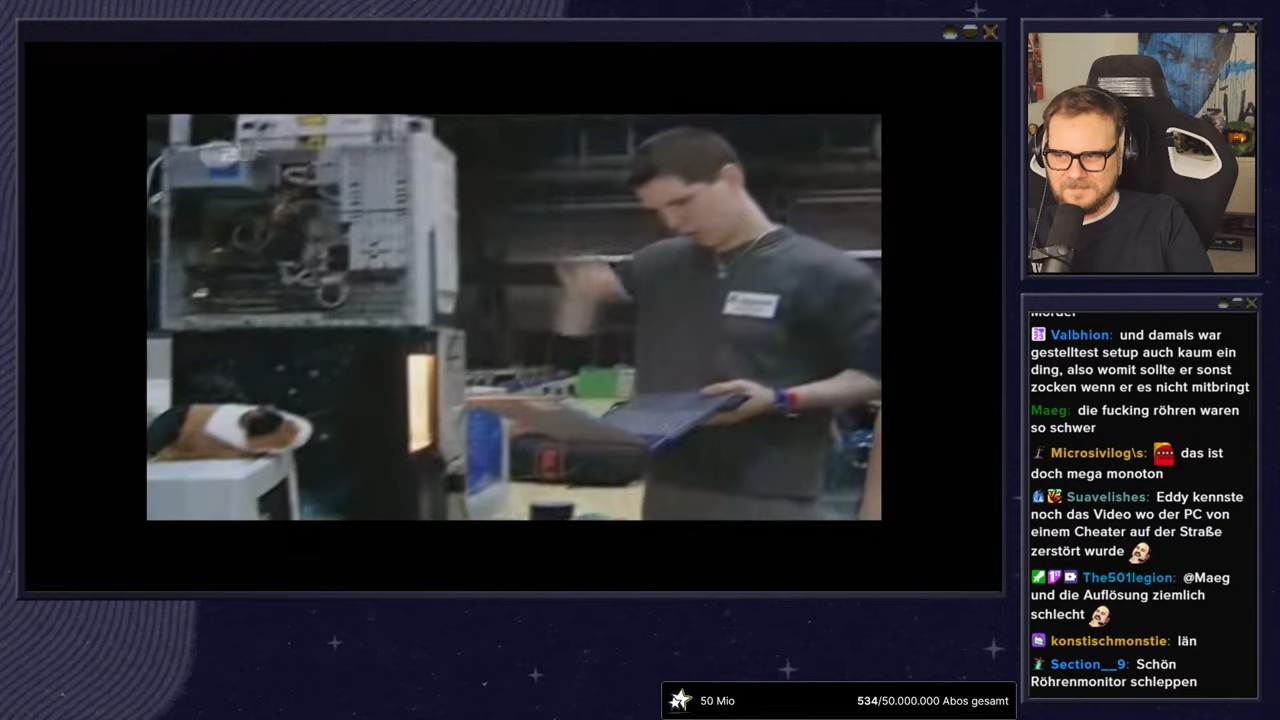 Valbhion: und damals war
gestelltest setup auch kaum ein
ding, also womit sollte er sonst
zocken wenn er es nicht mitbringt
Maeg: die fucking röhren waren
so schwer
Microsivilog\s: das ist
doch mega monoton
Suavelishes: Eddy kennste
noch das Video wo der PC von
einem Cheater auf der Straße
zerstört wurde
The501legion: @Maeg
und die Auflösung ziemlich
schlecht
konstischmonstie: län
Section__9: Schön
Röhrenmonitor schleppen
50 Mio 534/50.000.000 Abos gesamt